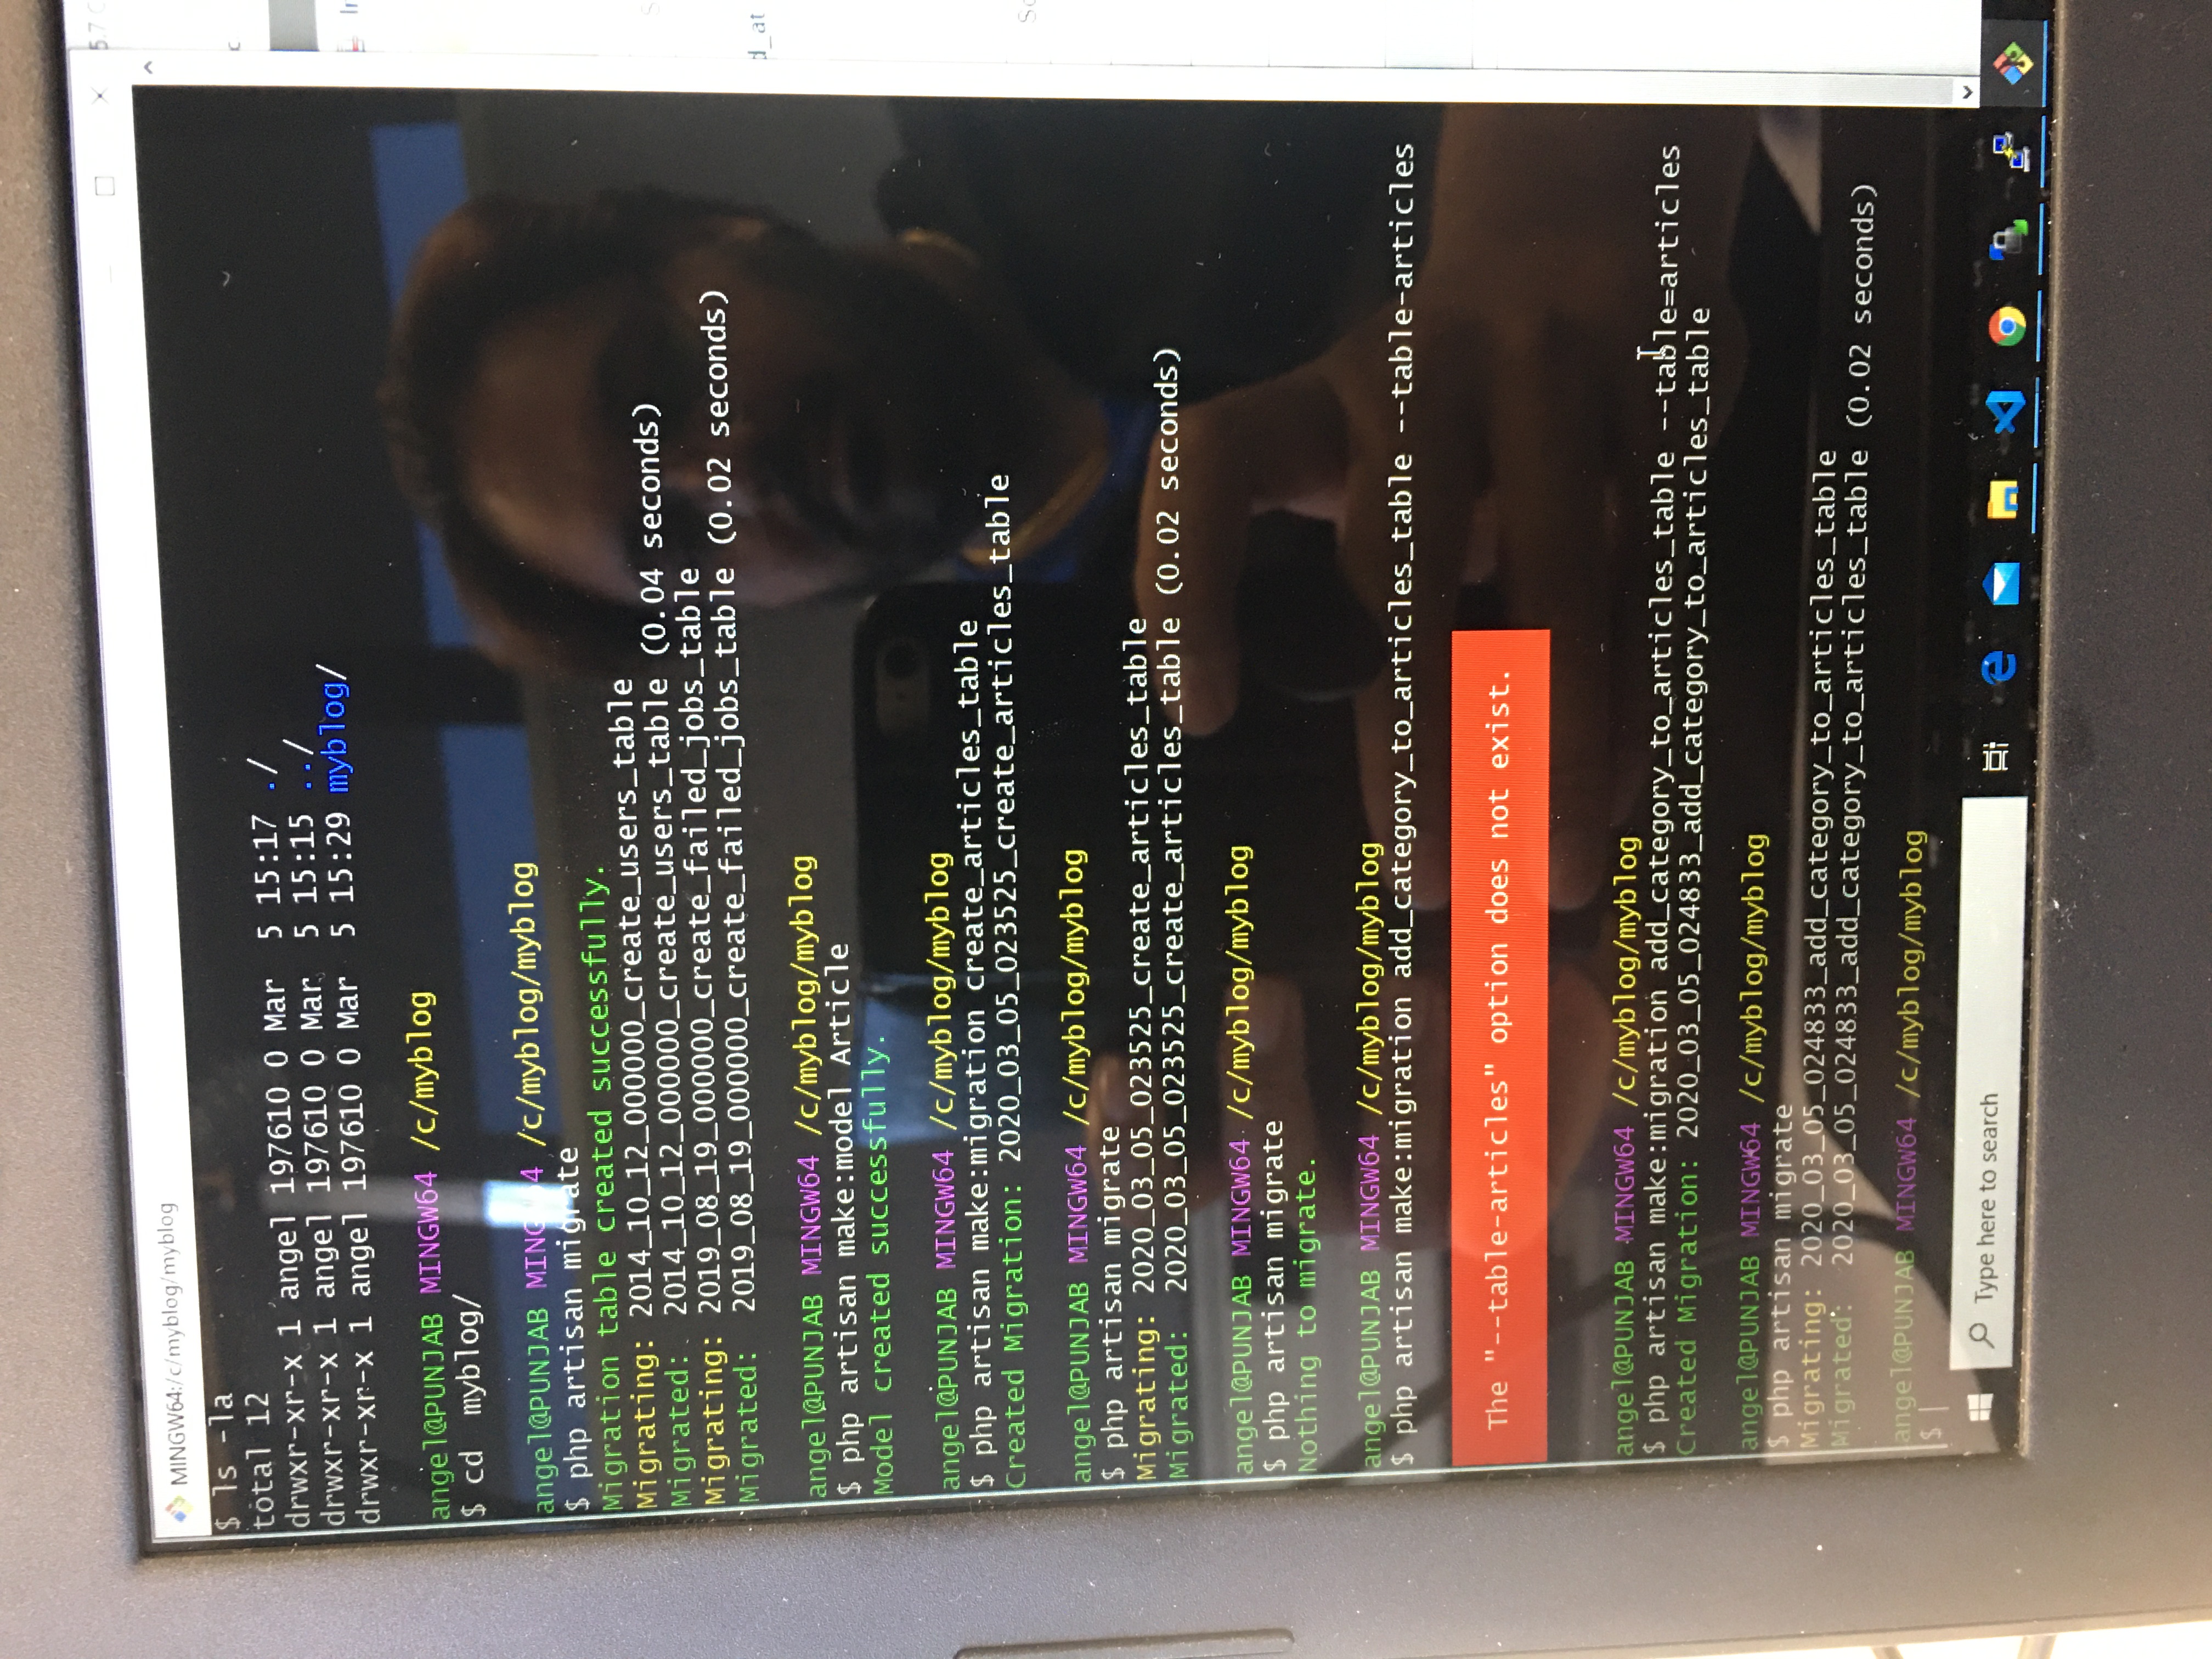 MINGW64:/c/myblog/myblog
$ ls -la
total 12
drwxr-xr-x 1 angel 197610 0 Mar  5 15:17 ./
drwxr-xr-x 1 angel 197610 0 Mar  5 15:15 ../
drwxr-xr-x 1 angel 197610 0 Mar  5 15:29 myblog/
angel@PUNJAB MINGW64 /c/myblog
$ cd  myblog/
angel@PUNJAB MINGW64 /c/myblog/myblog
$ php artisan migrate
Migration table created successfully.
Migrating: 2014_10_12_000000_create_users_table
Migrated:  2014_10_12_000000_create_users_table (0.04 seconds)
Migrating: 2019_08_19_000000_create_failed_jobs_table
Migrated:  2019_08_19_000000_create_failed_jobs_table (0.02 seconds)
angel@PUNJAB MINGW64 /c/myblog/myblog
$ php artisan make:model Article
Model created successfully.
angel@PUNJAB MINGW64 /c/myblog/myblog
$ php artisan make:migration create_articles_table
Created Migration: 2020_03_05_023525_create_articles_table
angel@PUNJAB MINGW64 /c/myblog/myblog
$ php artisan migrate
Migrating: 2020_03_05_023525_create_articles_table
Migrated:  2020_03_05_023525_create_articles_table (0.02 seconds)
angel@PUNJAB MINGW64 /c/myblog/myblog
$ php artisan migrate
Nothing to migrate.
angel@PUNJAB MINGW64 /c/myblog/myblog
$ php artisan make:migration add_category_to_articles_table --table-articles
The "--table-articles" option does not exist.
angel@PUNJAB MINGW64 /c/myblog/myblog
$ php artisan make:migration add_category_to_articles_table --table=articles
Created Migration: 2020_03_05_024833_add_category_to_articles_table
angel@PUNJAB MINGW64 /c/myblog/myblog
$ php artisan migrate
Migrating: 2020_03_05_024833_add_category_to_articles_table
Migrated:  2020_03_05_024833_add_category_to_articles_table (0.02 seconds)
angel@PUNJAB MINGW64 /c/myblog/myblog
$
Type here to search
5.7
d_at